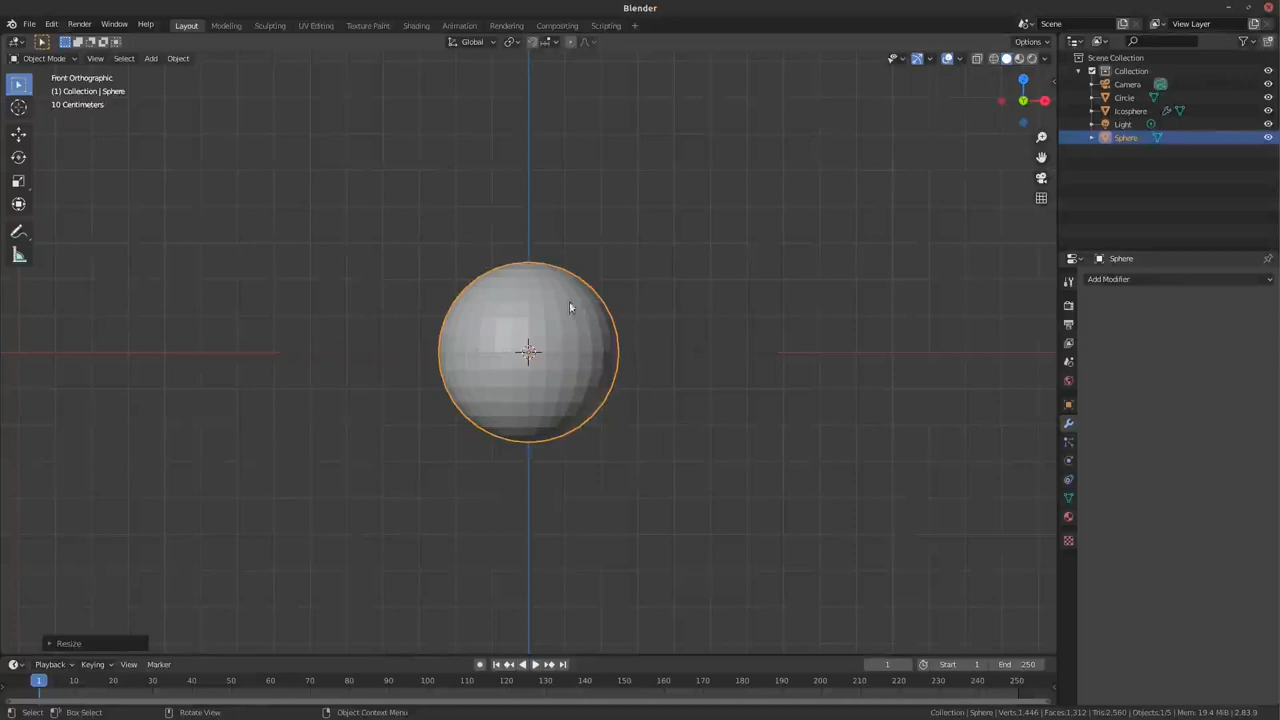 Blender
File Edit Render Window Help Layout Modeling Sculpting UV Editing Texture Paint Shading Animation Rendering Compositing Scripting + Scene View Layer
Global Options
Object Mode View Select Add Object
Front Orthographic
(1) Collection | Sphere
10 Centimeters
Scene Collection
Collection
Camera
Circle
Icosphere
Light
Sphere
Sphere
Add Modifier
Resize
Playback Keying View Marker 1 Start 1 End 250
1 10 20 30 40 50 60 70 80 90 100 110 120 130 140 150 160 170 180 190 200 210 220 230 240 250
Select Box Select Rotate View Object Context Menu Collection | Sphere | Verts:1,446 | Faces:1,312 | Tris:2,560 | Objects:1/5 | Mem: 19.4 MiB | 2.83.9